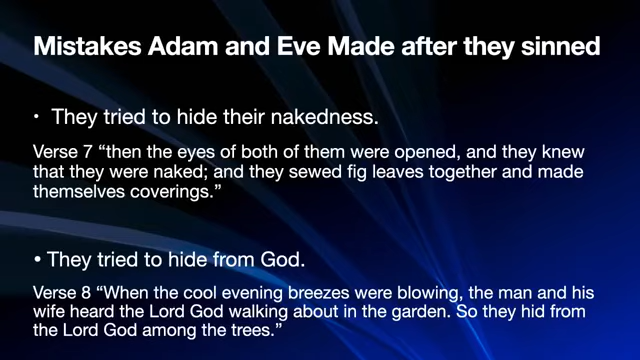 Mistakes Adam and Eve Made after they sinned
• They tried to hide their nakedness.
Verse 7 “then the eyes of both of them were opened, and they knew
that they were naked; and they sewed fig leaves together and made
themselves coverings.”
• They tried to hide from God.
Verse 8 “When the cool evening breezes were blowing, the man and his
wife heard the Lord God walking about in the garden. So they hid from
the Lord God among the trees.”